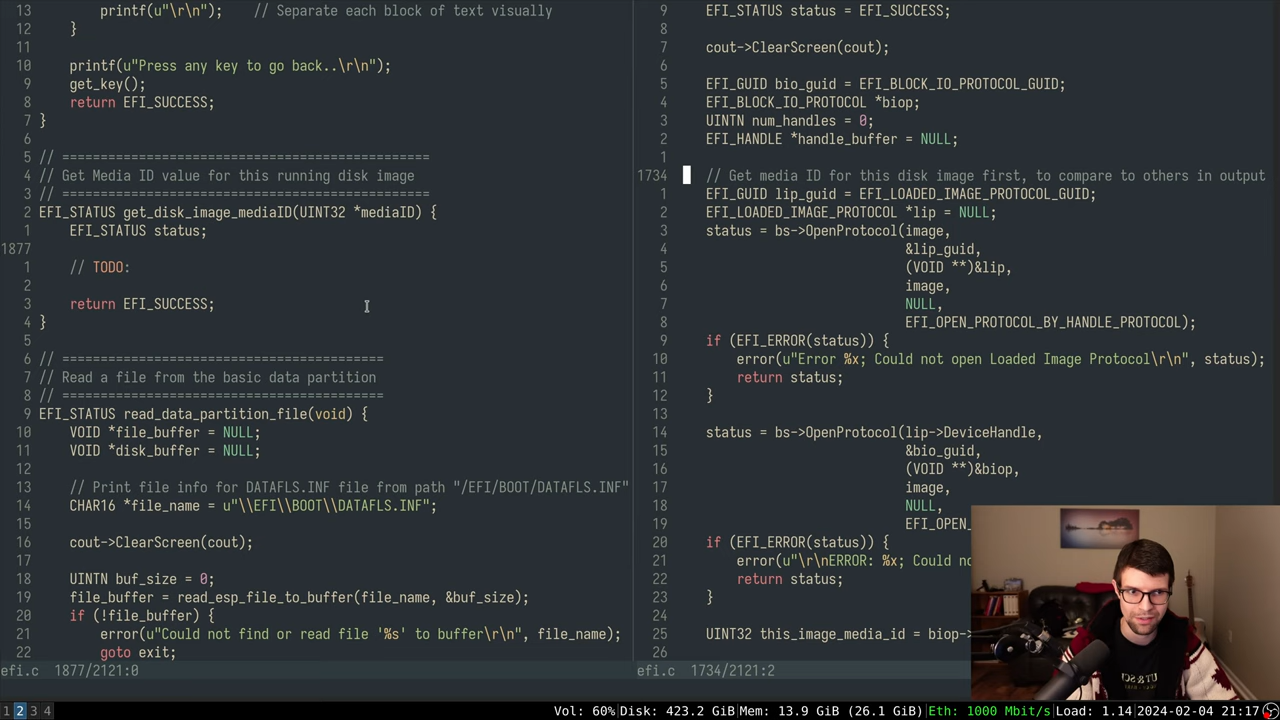 13         printf(u"\r\n");    // Separate each block of text visually
12     }
11
10     printf(u"Press any key to go back..\r\n");
9     get_key();
8     return EFI_SUCCESS;
7 }
6
5 // ================================================
4 // Get Media ID value for this running disk image
3 // ================================================
2 EFI_STATUS get_disk_image_mediaID(UINT32 *mediaID) {
1     EFI_STATUS status;
1877
1     // TODO:
2
3     return EFI_SUCCESS;
4 }
5
6 // ==========================================
7 // Read a file from the basic data partition
8 // ==========================================
9 EFI_STATUS read_data_partition_file(void) {
10     VOID *file_buffer = NULL;
11     VOID *disk_buffer = NULL;
12
13     // Print file info for DATAFLS.INF file from path "/EFI/BOOT/DATAFLS.INF"
14     CHAR16 *file_name = u"\\EFI\\BOOT\\DATAFLS.INF";
15
16     cout->ClearScreen(cout);
17
18     UINTN buf_size = 0;
19     file_buffer = read_esp_file_to_buffer(file_name, &buf_size);
20     if (!file_buffer) {
21         error(u"Could not find or read file '%s' to buffer\r\n", file_name);
22         goto exit;
efi.c  1877/2121:0
9     EFI_STATUS status = EFI_SUCCESS;
8
7     cout->ClearScreen(cout);
6
5     EFI_GUID bio_guid = EFI_BLOCK_IO_PROTOCOL_GUID;
4     EFI_BLOCK_IO_PROTOCOL *biop;
3     UINTN num_handles = 0;
2     EFI_HANDLE *handle_buffer = NULL;
1
1734     // Get media ID for this disk image first, to compare to others in output
1     EFI_GUID lip_guid = EFI_LOADED_IMAGE_PROTOCOL_GUID;
2     EFI_LOADED_IMAGE_PROTOCOL *lip = NULL;
3     status = bs->OpenProtocol(image,
4                               &lip_guid,
5                               (VOID **)&lip,
6                               image,
7                               NULL,
8                               EFI_OPEN_PROTOCOL_BY_HANDLE_PROTOCOL);
9     if (EFI_ERROR(status)) {
10         error(u"Error %x; Could not open Loaded Image Protocol\r\n", status);
11         return status;
12     }
13
14     status = bs->OpenProtocol(lip->DeviceHandle,
15                               &bio_guid,
16                               (VOID **)&biop,
17                               image,
18                               NULL,
19                               EFI_OPEN_
20     if (EFI_ERROR(status)) {
21         error(u"\r\nERROR: %x; Could no
22         return status;
23     }
24
25     UINT32 this_image_media_id = biop->
26
efi.c  1734/2121:2
1 2 3 4
Vol: 60%|Disk: 423.2 GiB|Mem: 13.9 GiB (26.1 GiB)|Eth: 1000 Mbit/s|Load: 1.14|2024-02-04 21:17